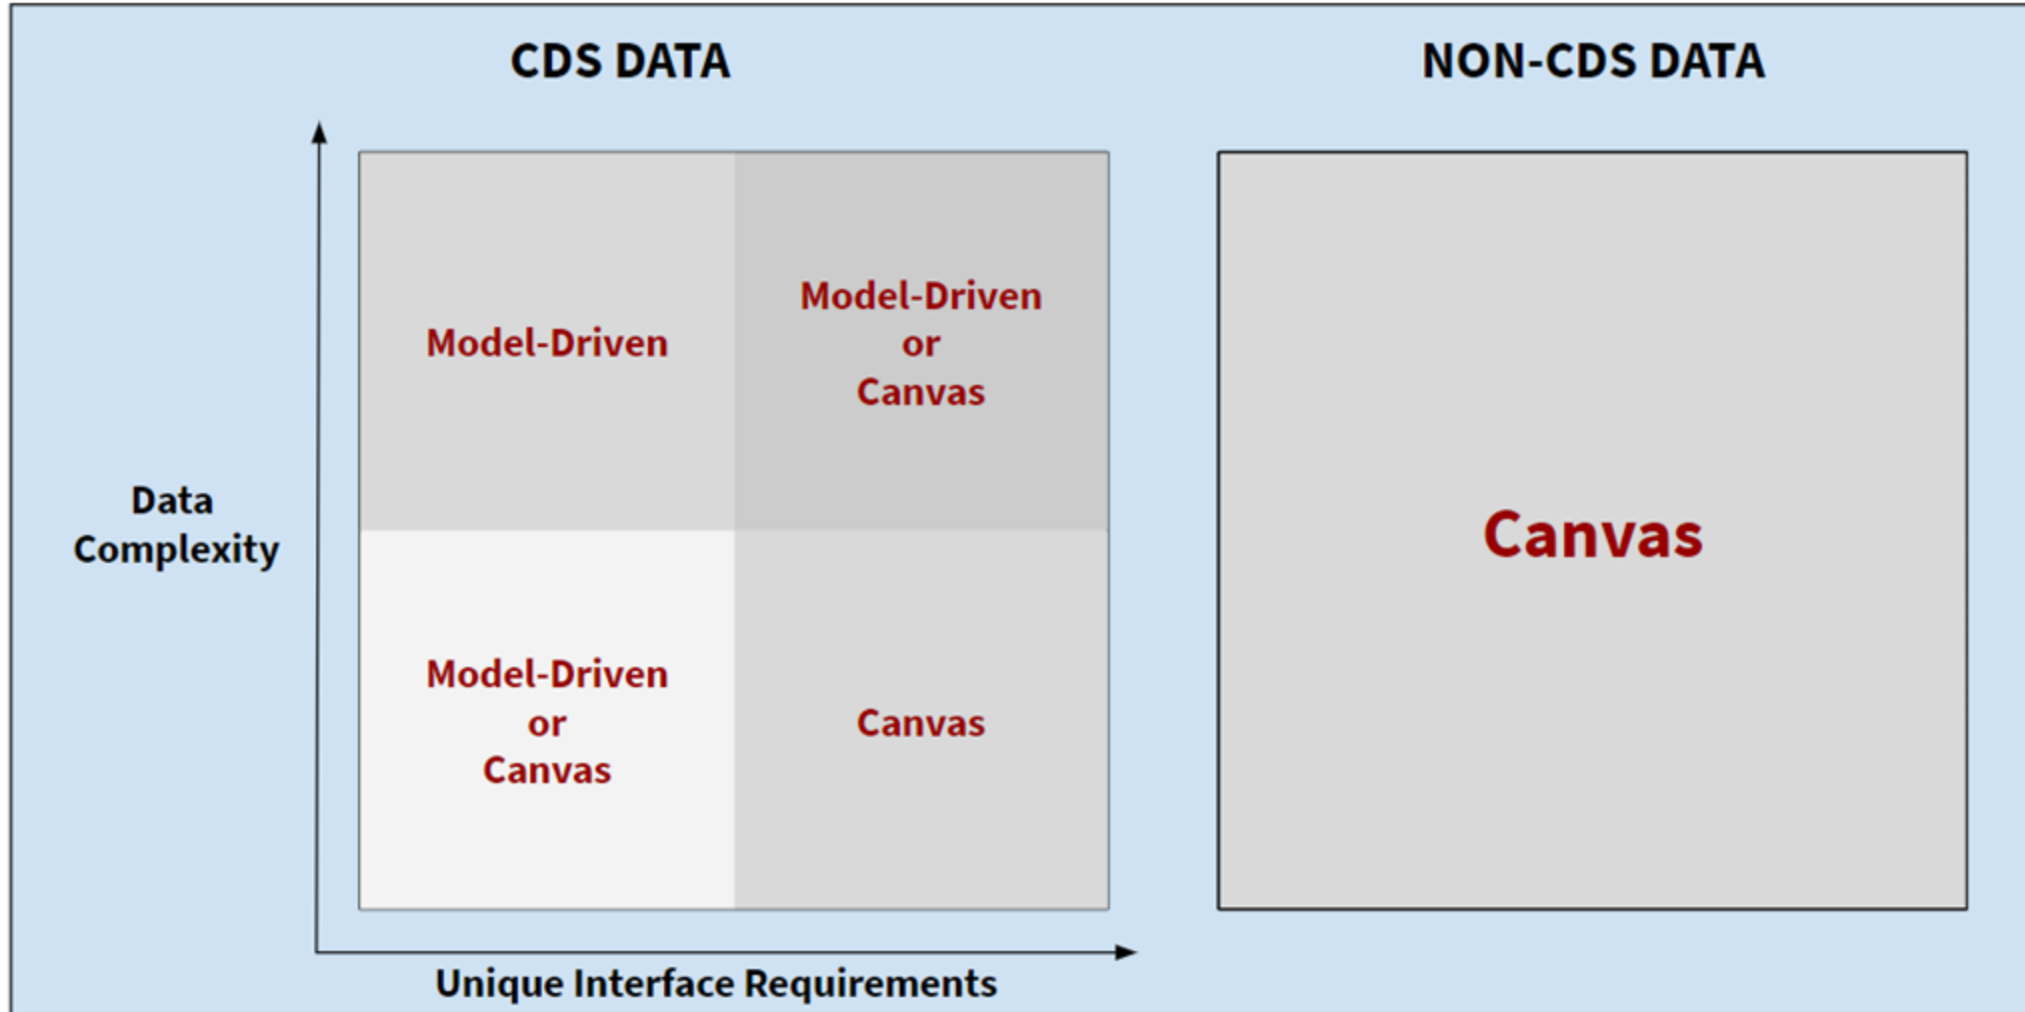 CDS DATA
NON-CDS DATA
Data
Complexity
Model-Driven
Model-Driven
or
Canvas
Model-Driven
or
Canvas
Canvas
Canvas
Unique Interface Requirements